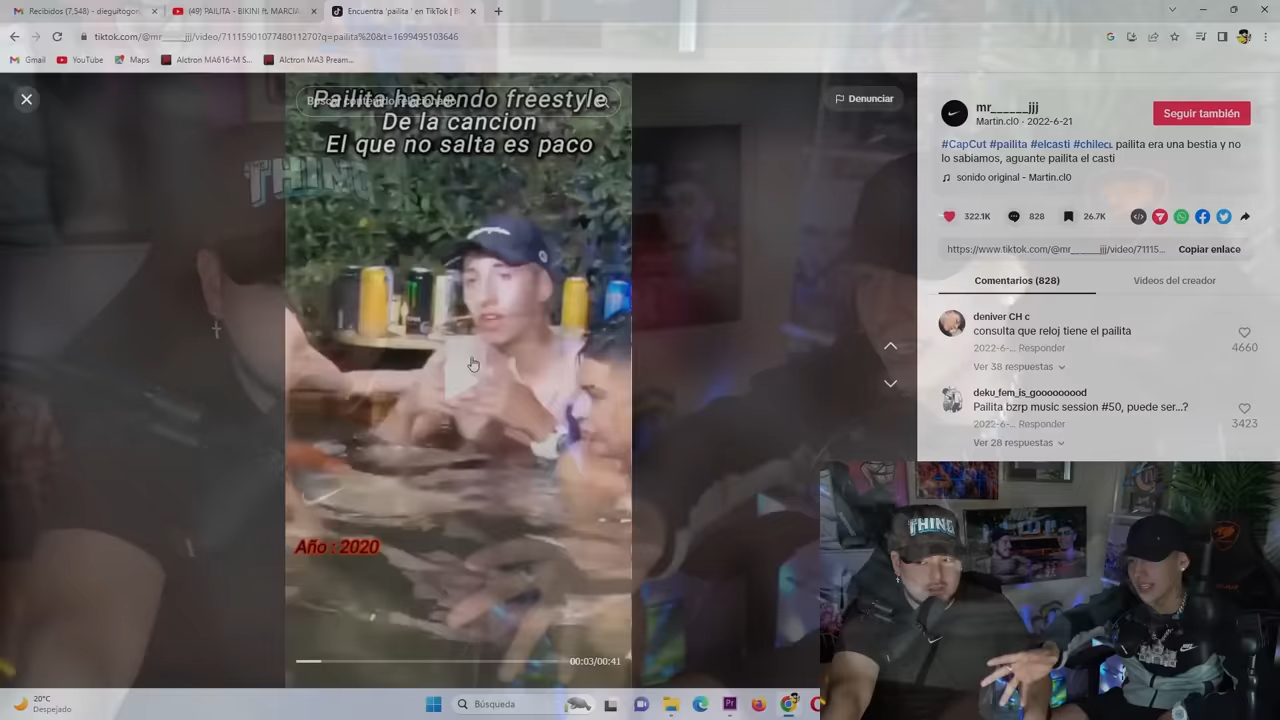 Recibidos (7,548) - dieguitogor
(49) PAILITA - BIKINI ft. MARCIA
Encuentra 'pailita ' en TikTok | B
tiktok.com/@mr______jjj/video/7111590107748011270?q=pailita%20&t=1699495103646
Gmail
YouTube
Maps
Alctron MA616-M S...
Alctron MA3 Pream...
Pailita haciendo freestyle
De la cancion
El que no salta es paco
Denunciar
mr______jjj
Martin.cl0 · 2022-6-21
Seguir también
#CapCut #pailita #elcasti #chilecl pailita era una bestia y no
lo sabiamos, aguante pailita el casti
sonido original - Martin.cl0
322.1K
828
26.7K
https://www.tiktok.com/@mr______jjj/video/71115...
Copiar enlace
Comentarios (828)
Videos del creador
deniver CH c
consulta que reloj tiene el pailita
2022-6-... Responder
4660
Ver 38 respuestas
deku_fem_is_gooooooood
Pailita bzrp music session #50, puede ser...?
2022-6-... Responder
3423
Ver 28 respuestas
THING
THING
Año : 2020
00:03/00:41
20°C
Despejado
Búsqueda